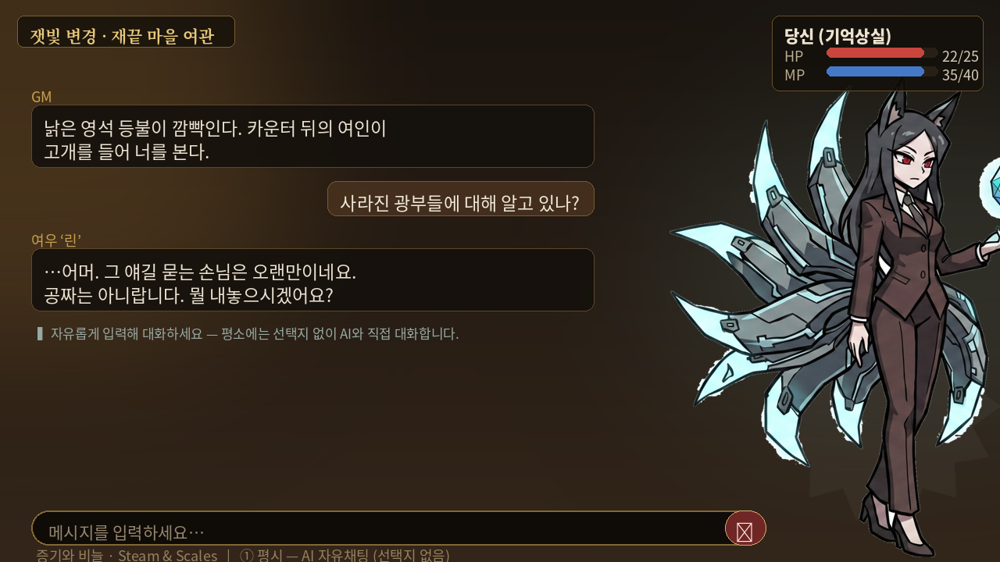 잿빛 변경 · 재끝 마을 여관
당신 (기억상실)
HP 22/25
MP 35/40
GM
낡은 영석 등불이 깜빡인다. 카운터 뒤의 여인이
고개를 들어 너를 본다.
사라진 광부들에 대해 알고 있나?
여우 ‘린’
…어머. 그 얘길 묻는 손님은 오랜만이네요.
공짜는 아니랍니다. 뭘 내놓으시겠어요?
자유롭게 입력해 대화하세요 — 평소에는 선택지 없이 AI와 직접 대화합니다.
메시지를 입력하세요…
증기와 비늘 · Steam & Scales | ① 평시 — AI 자유채팅 (선택지 없음)